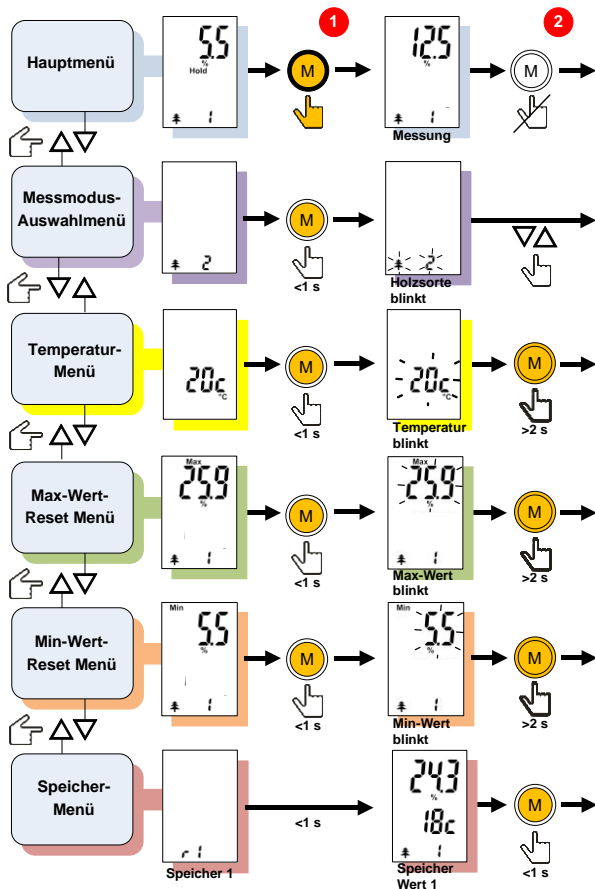 Hauptmenü
5.5
%
Hold
1
M
1
12.5
%
1
Messung
M
2
Messmodus-
Auswahlmenü
2
M
<1 s
2
Holzsorte
blinkt
Temperatur-
Menü
20c
°C
M
<1 s
20c
°C
Temperatur
blinkt
M
>2 s
Max-Wert-
Reset Menü
Max
25.9
%
1
M
<1 s
Max
25.9
%
1
Max-Wert
blinkt
M
>2 s
Min-Wert-
Reset Menü
Min
5.5
%
1
M
<1 s
Min
5.5
%
1
Min-Wert
blinkt
M
>2 s
Speicher-
Menü
r1
Speicher 1
<1 s
24.3
%
18c
1
Speicher
Wert 1
M
<1 s